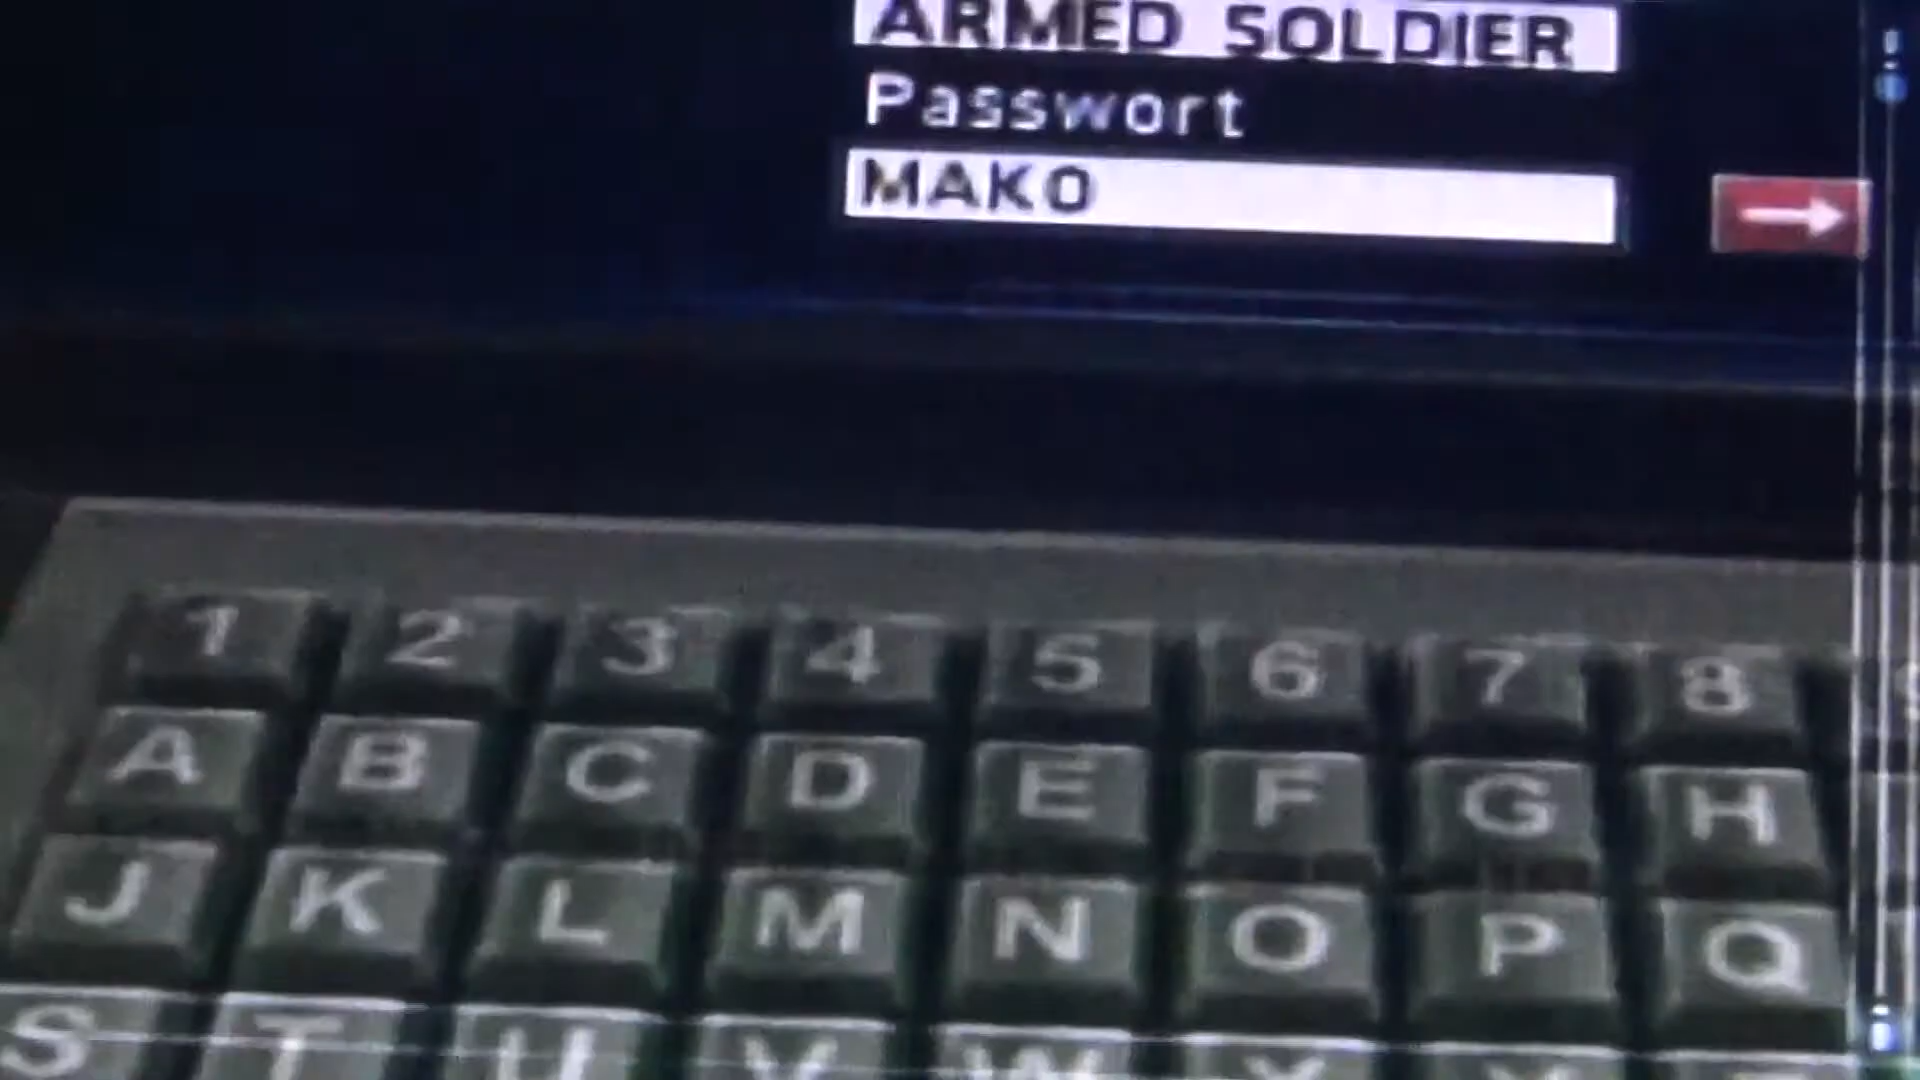 ARMED SOLDIER
Passwort
MAKO
1 2 3 4 5 6 7 8
A B C D E F G H
J K L M N O P Q
S T U V W X Y